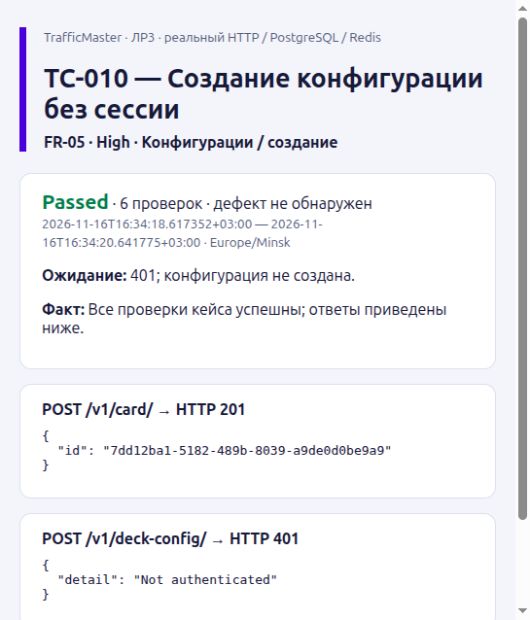 TrafficMaster · ЛР3 · реальный HTTP / PostgreSQL / Redis
TC-010 — Создание конфигурации
без сессии
FR-05 · High · Конфигурации / создание
Passed · 6 проверок · дефект не обнаружен
2026-11-16T16:34:18.617352+03:00 — 2026-11-
16T16:34:20.641775+03:00 · Europe/Minsk
Ожидание: 401; конфигурация не создана.
Факт: Все проверки кейса успешны; ответы приведены
ниже.
POST /v1/card/ → HTTP 201
{
  "id": "7dd12ba1-5182-489b-8039-a9de0d0be9a9"
}
POST /v1/deck-config/ → HTTP 401
{
  "detail": "Not authenticated"
}